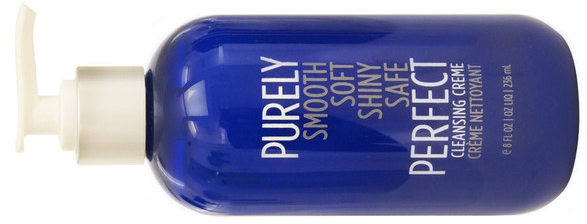 PURELY
SMOOTH
SOFT
SHINY
SAFE
PERFECT
CLEANSING CREME
CRÈME NETTOYANT
e 8 FL OZ | OZ LIQ | 236 mL